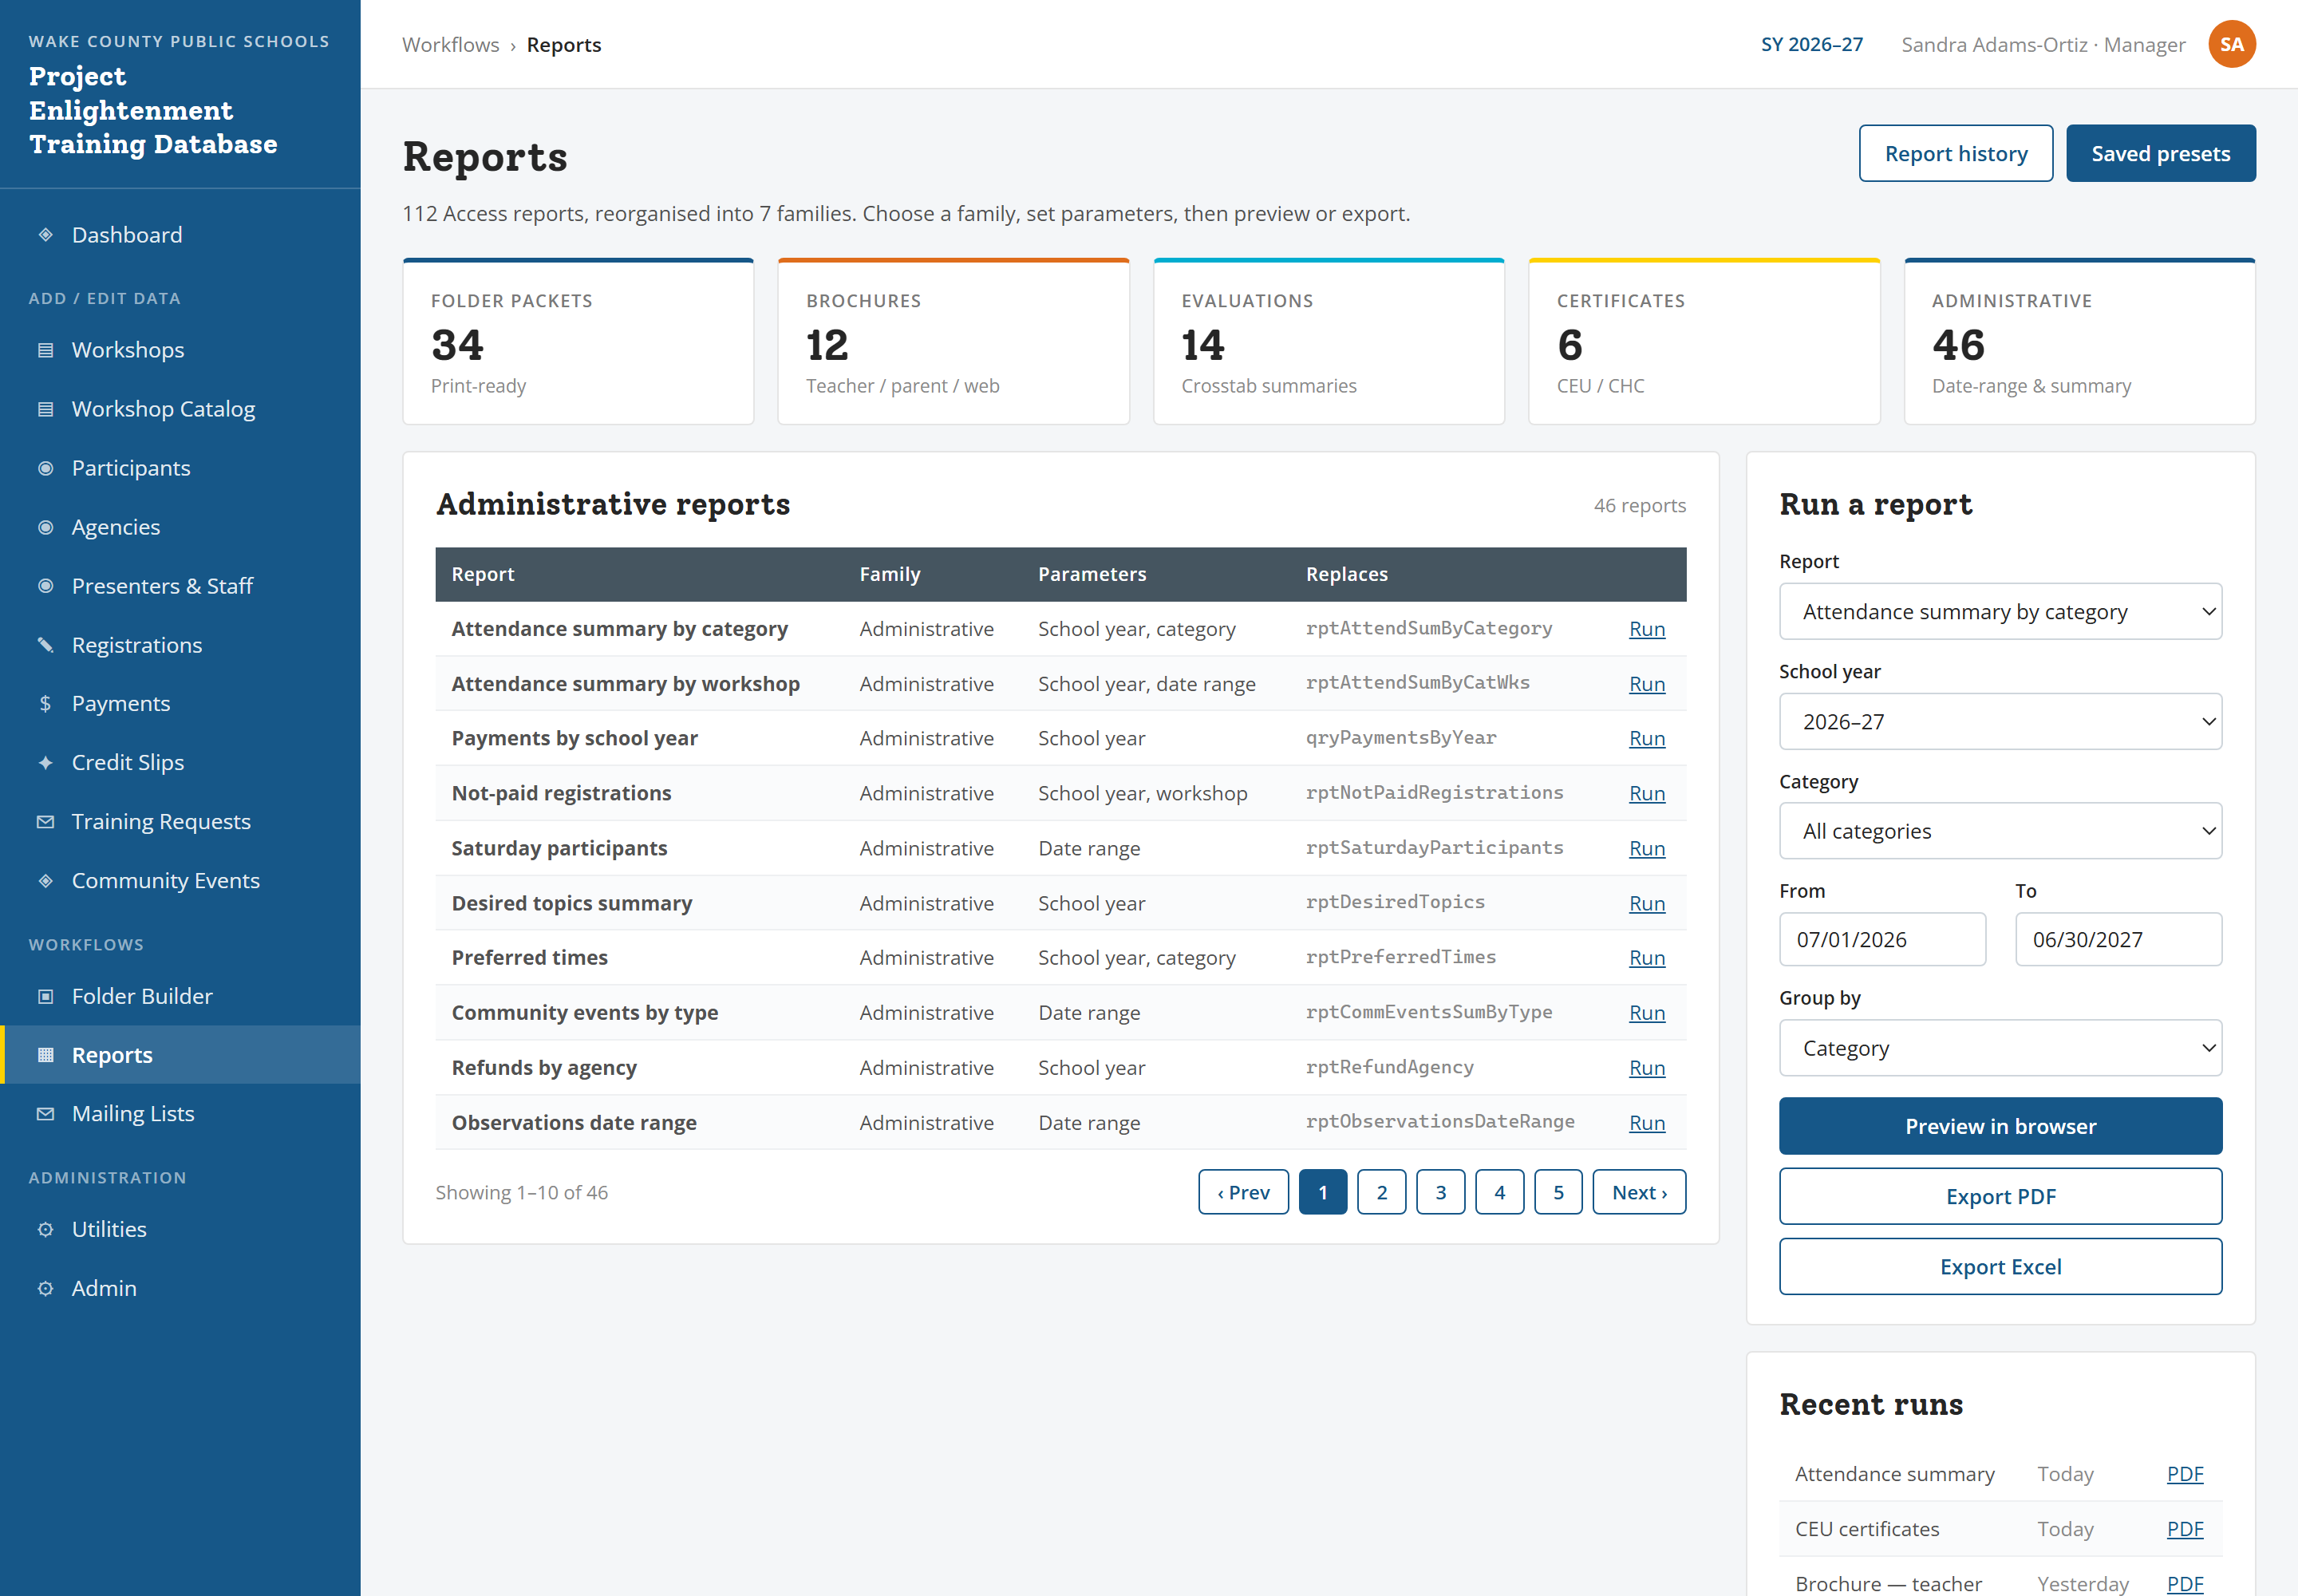 WAKE COUNTY PUBLIC SCHOOLS
Project
Enlightenment
Training Database
Dashboard
ADD / EDIT DATA
Workshops
Workshop Catalog
Participants
Agencies
Presenters & Staff
Registrations
$ Payments
Credit Slips
Training Requests
Community Events
WORKFLOWS
Folder Builder
Reports
Mailing Lists
ADMINISTRATION
Utilities
Admin
Workflows › Reports
SY 2026–27
Sandra Adams-Ortiz · Manager
SA
Reports
Report history
Saved presets
112 Access reports, reorganised into 7 families. Choose a family, set parameters, then preview or export.
FOLDER PACKETS
34
Print-ready
BROCHURES
12
Teacher / parent / web
EVALUATIONS
14
Crosstab summaries
CERTIFICATES
6
CEU / CHC
ADMINISTRATIVE
46
Date-range & summary
Administrative reports
46 reports
Report Family Parameters Replaces
Attendance summary by category Administrative School year, category rptAttendSumByCategory Run
Attendance summary by workshop Administrative School year, date range rptAttendSumByCatWks Run
Payments by school year Administrative School year qryPaymentsByYear Run
Not-paid registrations Administrative School year, workshop rptNotPaidRegistrations Run
Saturday participants Administrative Date range rptSaturdayParticipants Run
Desired topics summary Administrative School year rptDesiredTopics Run
Preferred times Administrative School year, category rptPreferredTimes Run
Community events by type Administrative Date range rptCommEventsSumByType Run
Refunds by agency Administrative School year rptRefundAgency Run
Observations date range Administrative Date range rptObservationsDateRange Run
Showing 1–10 of 46
‹ Prev 1 2 3 4 5 Next ›
Run a report
Report
Attendance summary by category
School year
2026–27
Category
All categories
From To
07/01/2026 06/30/2027
Group by
Category
Preview in browser
Export PDF
Export Excel
Recent runs
Attendance summary Today PDF
CEU certificates Today PDF
Brochure — teacher Yesterday PDF